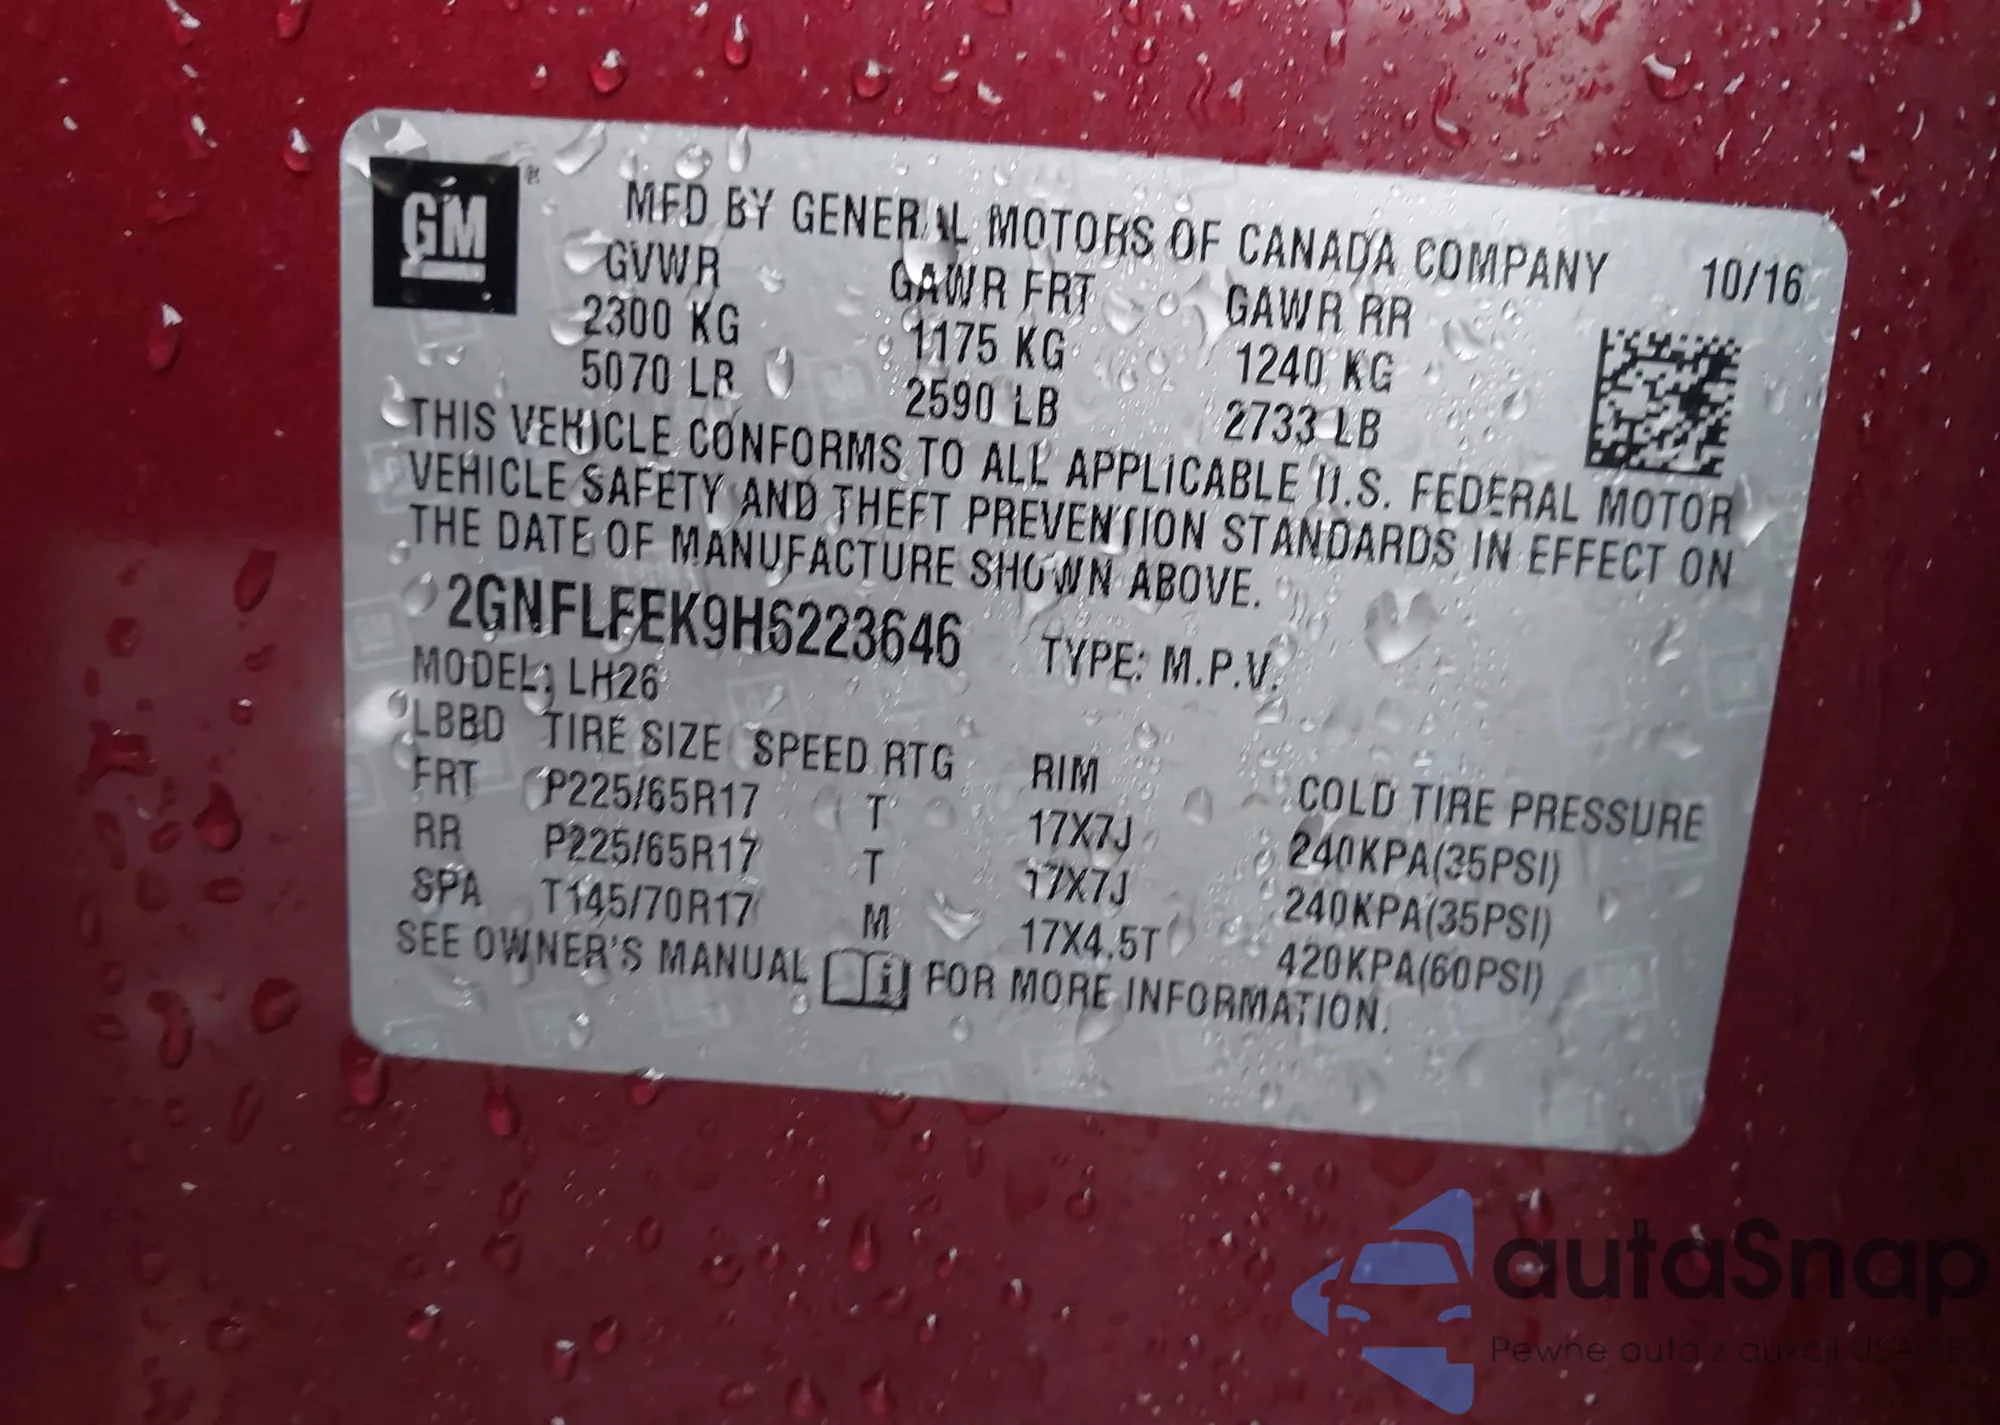 GM
MFD BY GENERAL MOTORS OF CANADA COMPANY 10/16
GVWR GAWR FRT GAWR RR
2300 KG 1175 KG 1240 KG
5070 LB 2590 LB 2733 LB
THIS VEHICLE CONFORMS TO ALL APPLICABLE U.S. FEDERAL MOTOR
VEHICLE SAFETY AND THEFT PREVENTION STANDARDS IN EFFECT ON
THE DATE OF MANUFACTURE SHOWN ABOVE.
2GNFLFEK9H6223646 TYPE: M.P.V.
MODEL: LH26
LBBD TIRE SIZE SPEED RTG RIM COLD TIRE PRESSURE
FRT P225/65R17 T 17X7J 240KPA(35PSI)
RR P225/65R17 T 17X7J 240KPA(35PSI)
SPA T145/70R17 M 17X4.5T 420KPA(60PSI)
SEE OWNER'S MANUAL FOR MORE INFORMATION.
autaSnap
Pewne auta z aukcji USA